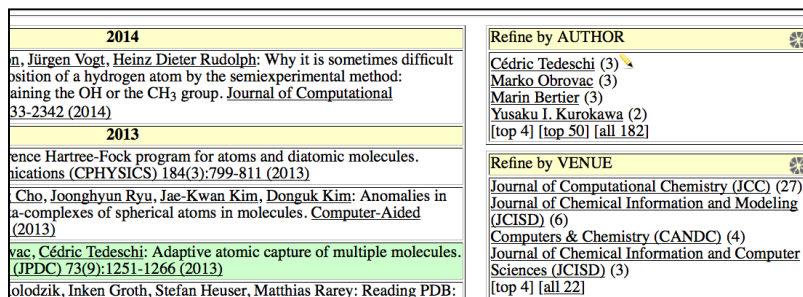 2014
on, Jürgen Vogt, Heinz Dieter Rudolph: Why it is sometimes difficult
position of a hydrogen atom by the semiexperimental method:
aining the OH or the CH3 group. Journal of Computational
33-2342 (2014)
2013
rence Hartree-Fock program for atoms and diatomic molecules.
nications (CPHYSICS) 184(3):799-811 (2013)
Cho, Joonghyun Ryu, Jae-Kwan Kim, Donguk Kim: Anomalies in
ta-complexes of spherical atoms in molecules. Computer-Aided
(2013)
vac, Cédric Tedeschi: Adaptive atomic capture of multiple molecules.
(JPDC) 73(9):1251-1266 (2013)
Kolodzik, Inken Groth, Stefan Heuser, Matthias Rarey: Reading PDB:
Refine by AUTHOR
Cédric Tedeschi (3)
Marko Obrovac (3)
Marin Bertier (3)
Yusaku I. Kurokawa (2)
[top 4] [top 50] [all 182]
Refine by VENUE
Journal of Computational Chemistry (JCC) (27)
Journal of Chemical Information and Modeling
(JCISD) (6)
Computers & Chemistry (CANDC) (4)
Journal of Chemical Information and Computer
Sciences (JCISD) (3)
[top 4] [all 22]